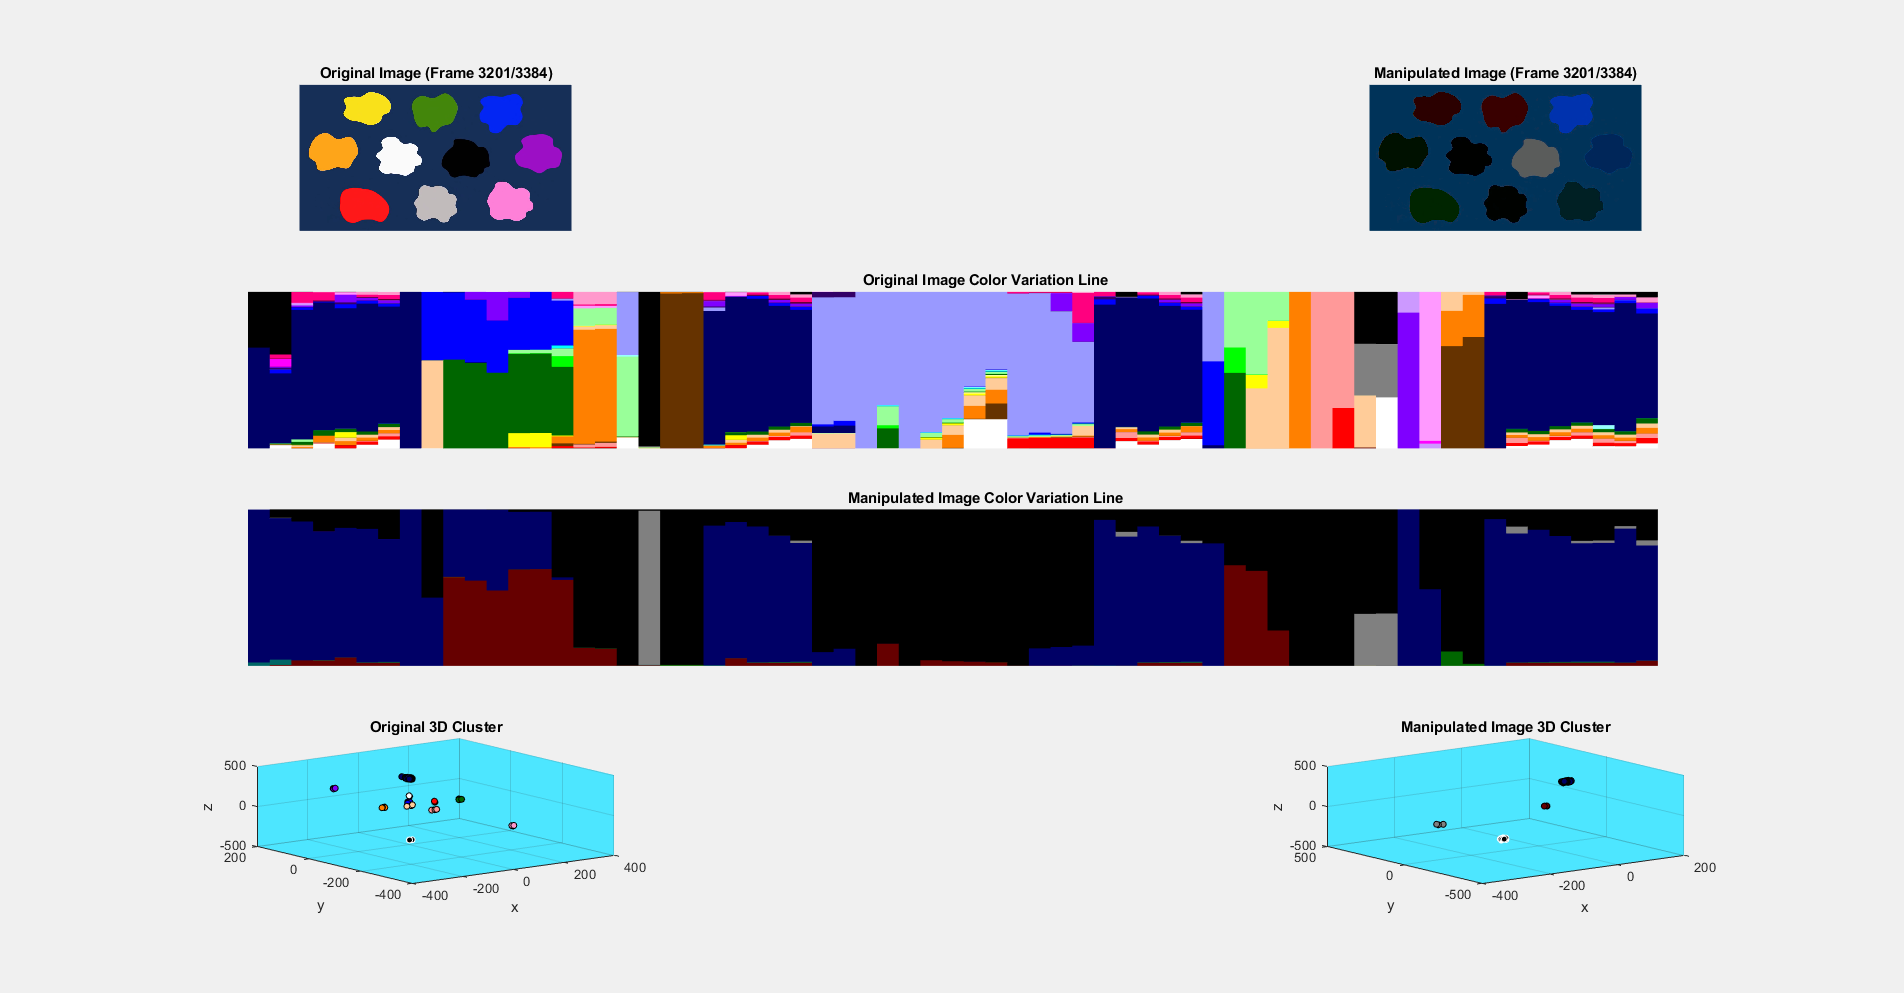 Original Image (Frame 3201/3384)
Manipulated Image (Frame 3201/3384)
Original Image Color Variation Line
Manipulated Image Color Variation Line
Original 3D Cluster
500
0
-500
z
200
0
-200
-400
y
-400
-200
0
200
400
x
Manipulated Image 3D Cluster
500
0
-500
z
500
0
-500
y
-400
-200
0
200
x